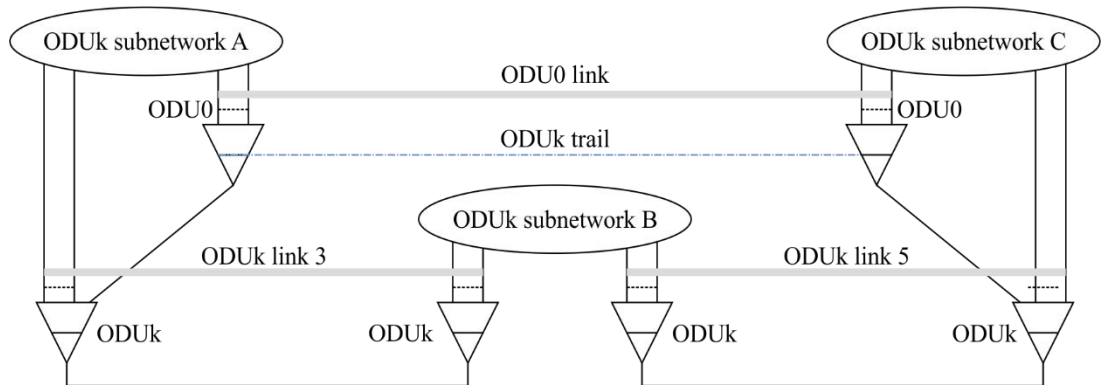 ODUk subnetwork A
ODUk subnetwork C
ODU0 link
ODU0
ODU0
ODUk trail
ODUk subnetwork B
ODUk link 3
ODUk link 5
ODUk
ODUk
ODUk
ODUk